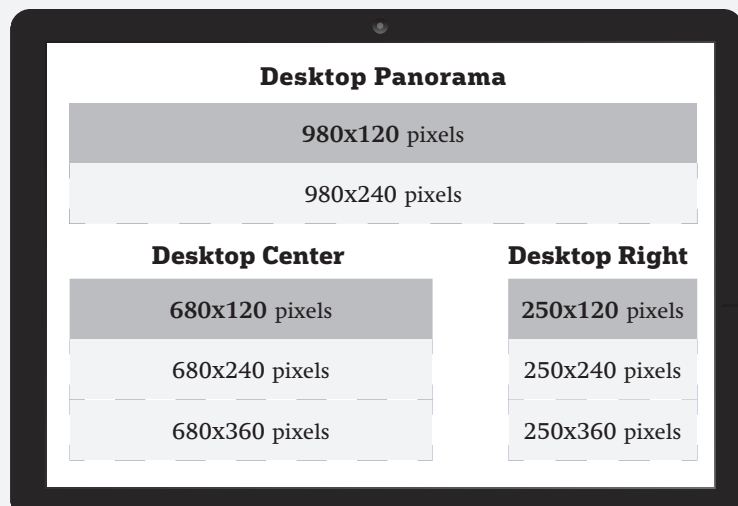 Desktop Panorama
980x120 pixels
980x240 pixels
Desktop Center
680x120 pixels
680x240 pixels
680x360 pixels
Desktop Right
250x120 pixels
250x240 pixels
250x360 pixels